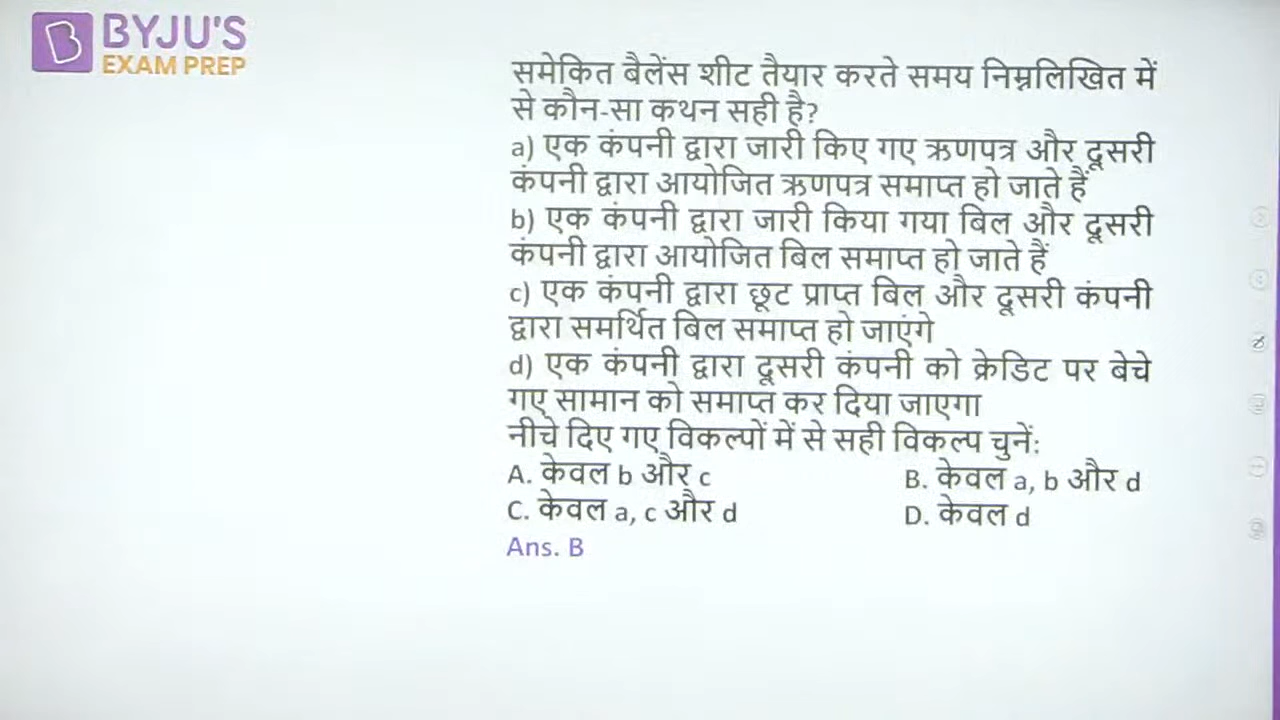 BYJU'S
EXAM PREP
समेकित बैलेंस शीट तैयार करते समय निम्नलिखित में
से कौन-सा कथन सही है?
a) एक कंपनी द्वारा जारी किए गए ऋणपत्र और दूसरी
कंपनी द्वारा आयोजित ऋणपत्र समाप्त हो जाते हैं
b) एक कंपनी द्वारा जारी किया गया बिल और दूसरी
कंपनी द्वारा आयोजित बिल समाप्त हो जाते हैं
c) एक कंपनी द्वारा छूट प्राप्त बिल और दूसरी कंपनी
द्वारा समर्थित बिल समाप्त हो जाएंगे
d) एक कंपनी द्वारा दूसरी कंपनी को क्रेडिट पर बेचे
गए सामान को समाप्त कर दिया जाएगा
नीचे दिए गए विकल्पों में से सही विकल्प चुनें:
A. केवल b और c B. केवल a, b और d
C. केवल a, c और d D. केवल d
Ans. B